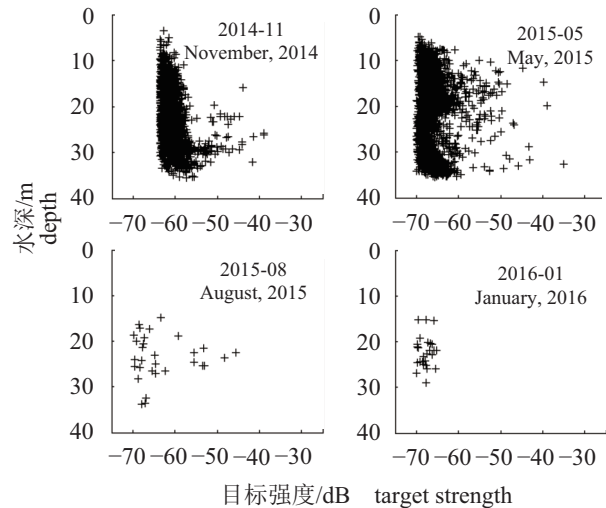 2014-11
November, 2014
0
10
20
30
40
−70 −60 −50 −40 −30
2015-05
May, 2015
0
10
20
30
40
−70 −60 −50 −40 −30
水深/m
depth
2015-08
August, 2015
0
10
20
30
40
−70 −60 −50 −40 −30
2016-01
January, 2016
0
10
20
30
40
−70 −60 −50 −40 −30
目标强度/dB target strength